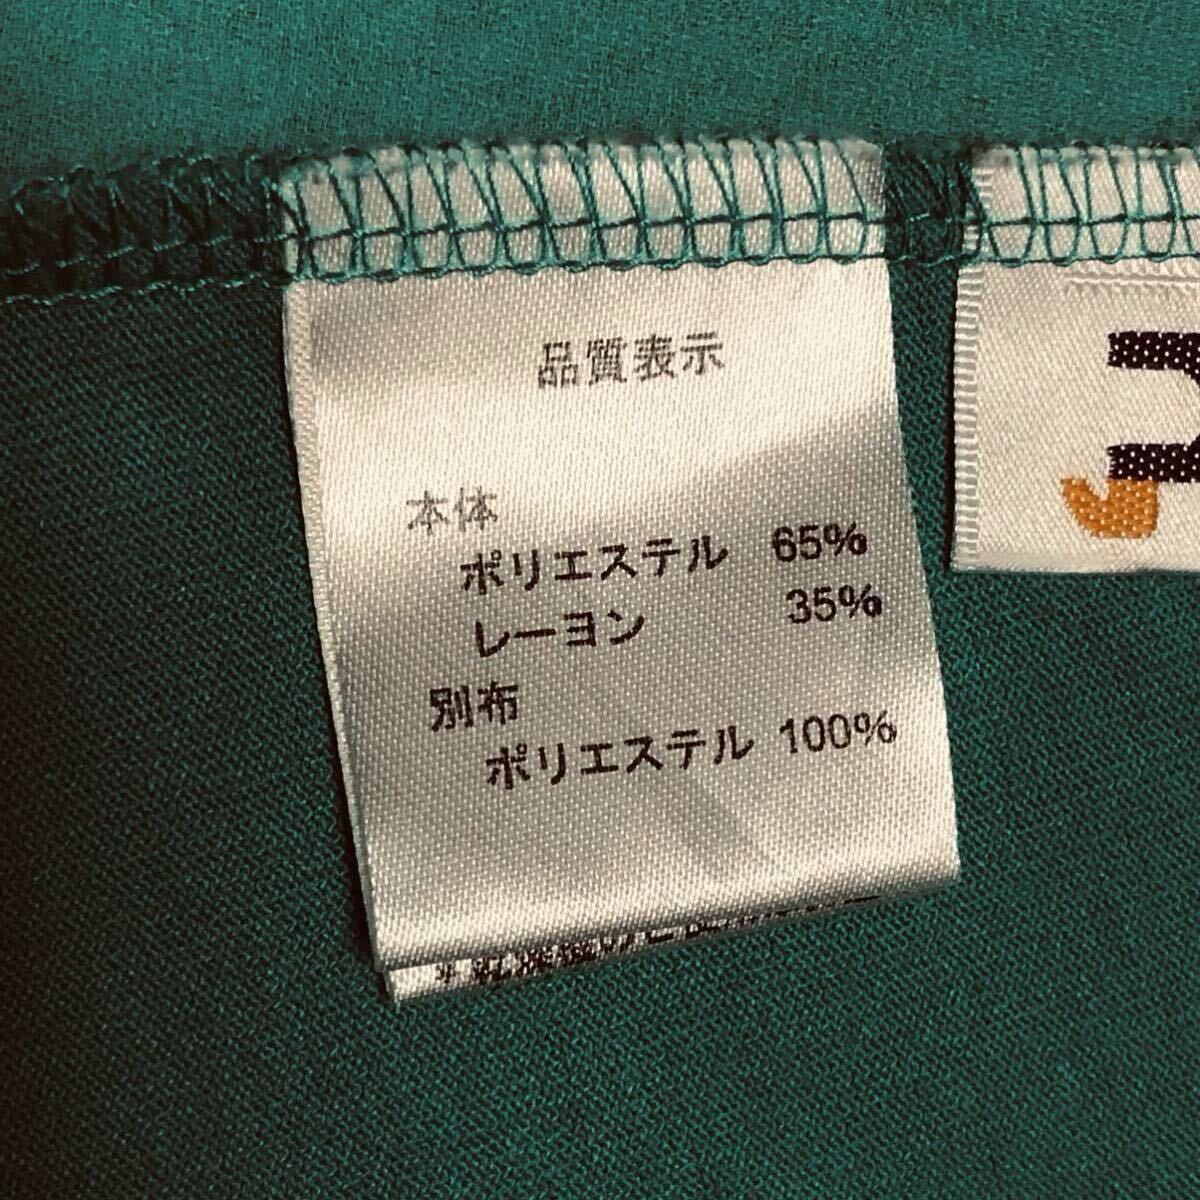 品質表示
本体
ポリエステル 65%
レーヨン 35%
別布
ポリエステル 100%